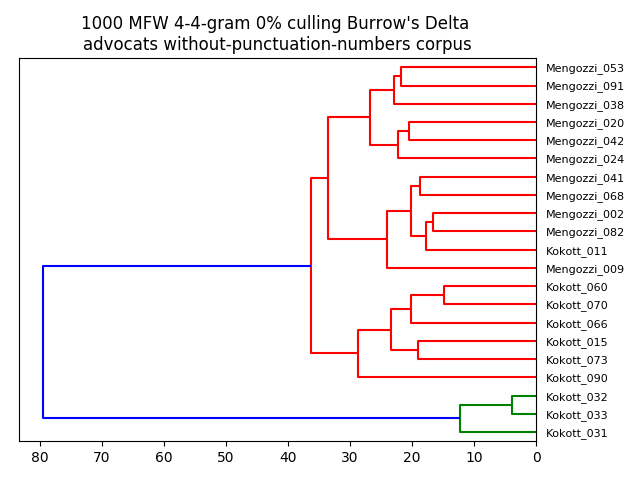 1000 MFW 4-4-gram 0% culling Burrow's Delta
advocats without-punctuation-numbers corpus
Mengozzi_053
Mengozzi_091
Mengozzi_038
Mengozzi_020
Mengozzi_042
Mengozzi_024
Mengozzi_041
Mengozzi_068
Mengozzi_002
Mengozzi_082
Kokott_011
Mengozzi_009
Kokott_060
Kokott_070
Kokott_066
Kokott_015
Kokott_073
Kokott_090
Kokott_032
Kokott_033
Kokott_031
80 70 60 50 40 30 20 10 0